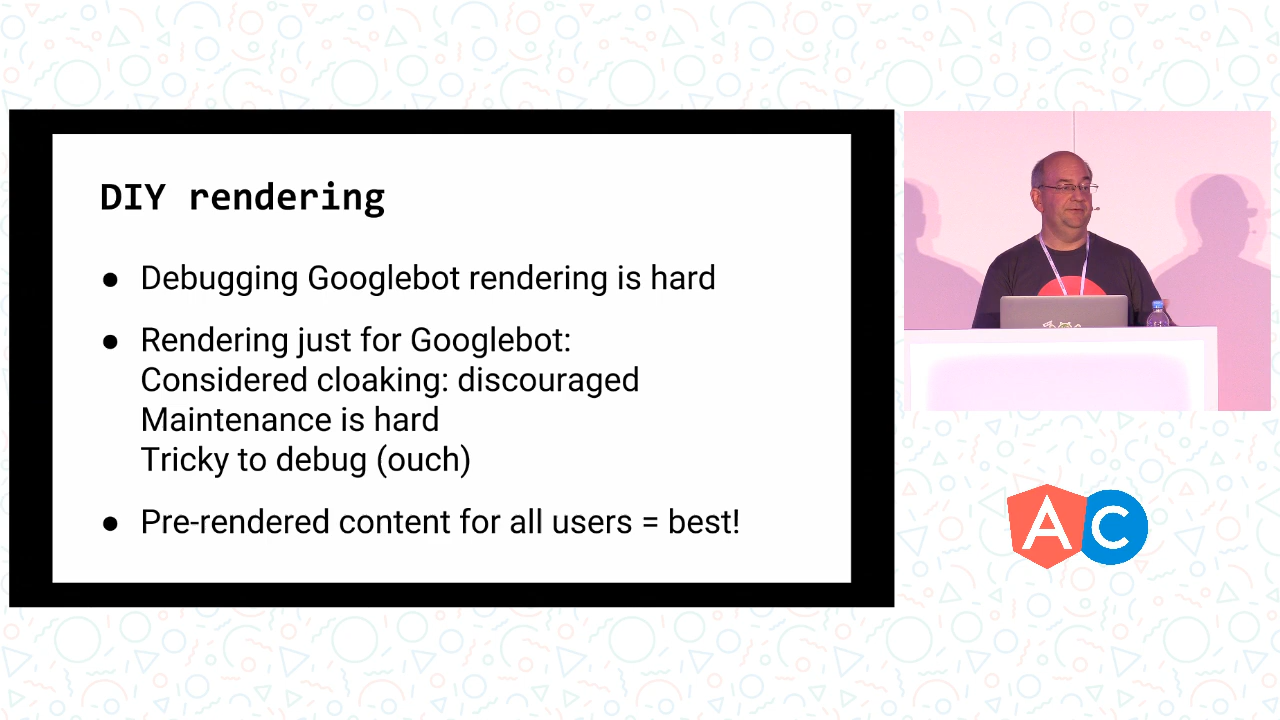 DIY rendering
● Debugging Googlebot rendering is hard
● Rendering just for Googlebot:
Considered cloaking: discouraged
Maintenance is hard
Tricky to debug (ouch)
● Pre-rendered content for all users = best!
AC